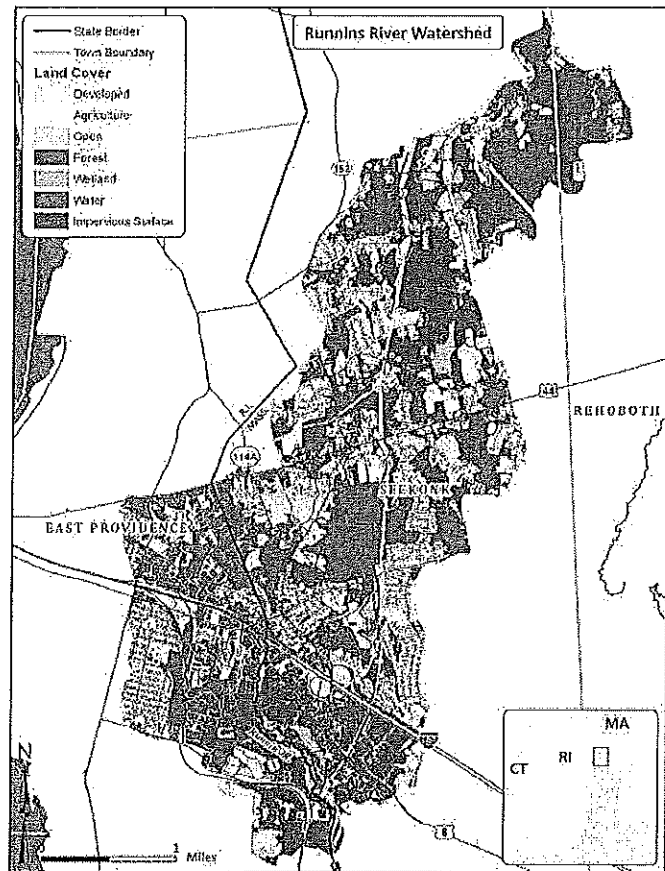 Runnins River Watershed
State Border
Town Boundary
Land Cover
Developed
Agriculture
Open
Forest
Wetland
Water
Impervious Surface
152
44
REHOBOTH
114A
SEEKONK
EAST PROVIDENCE
MA
CT RI
N
1
Miles
6